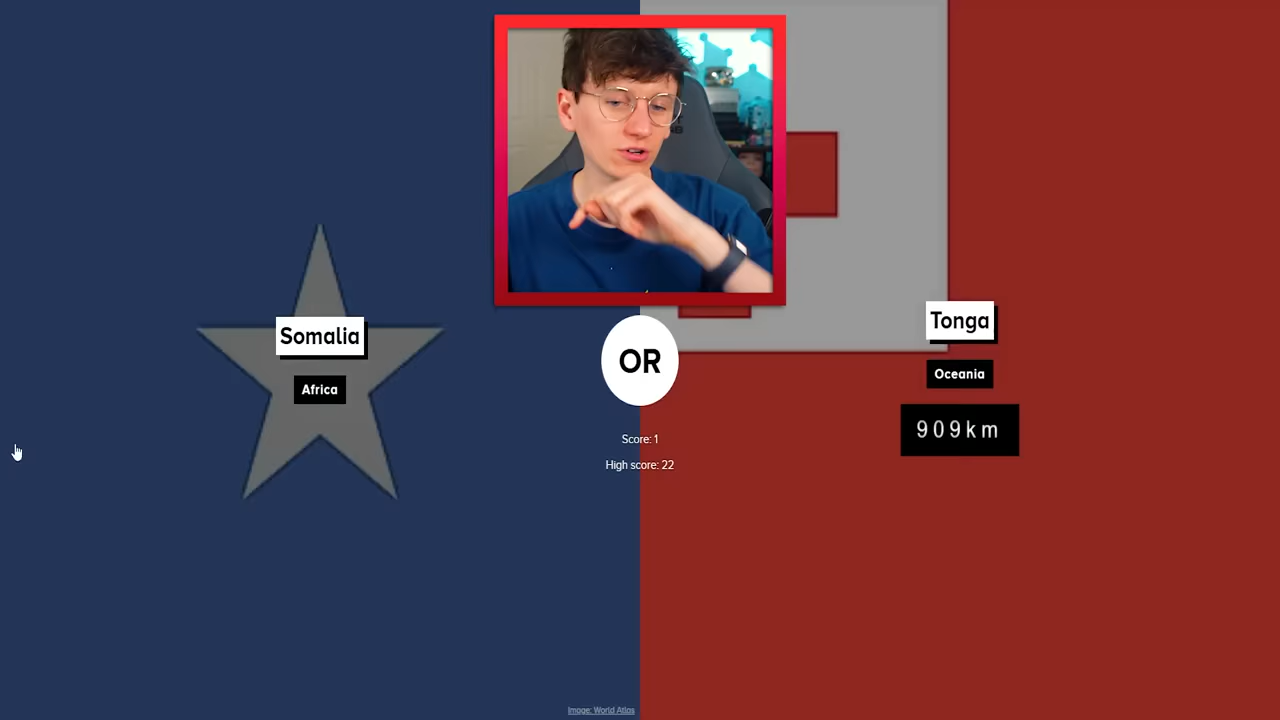 Somalia
Africa
OR
Score: 1
High score: 22
Tonga
Oceania
909km
Image: World Atlas